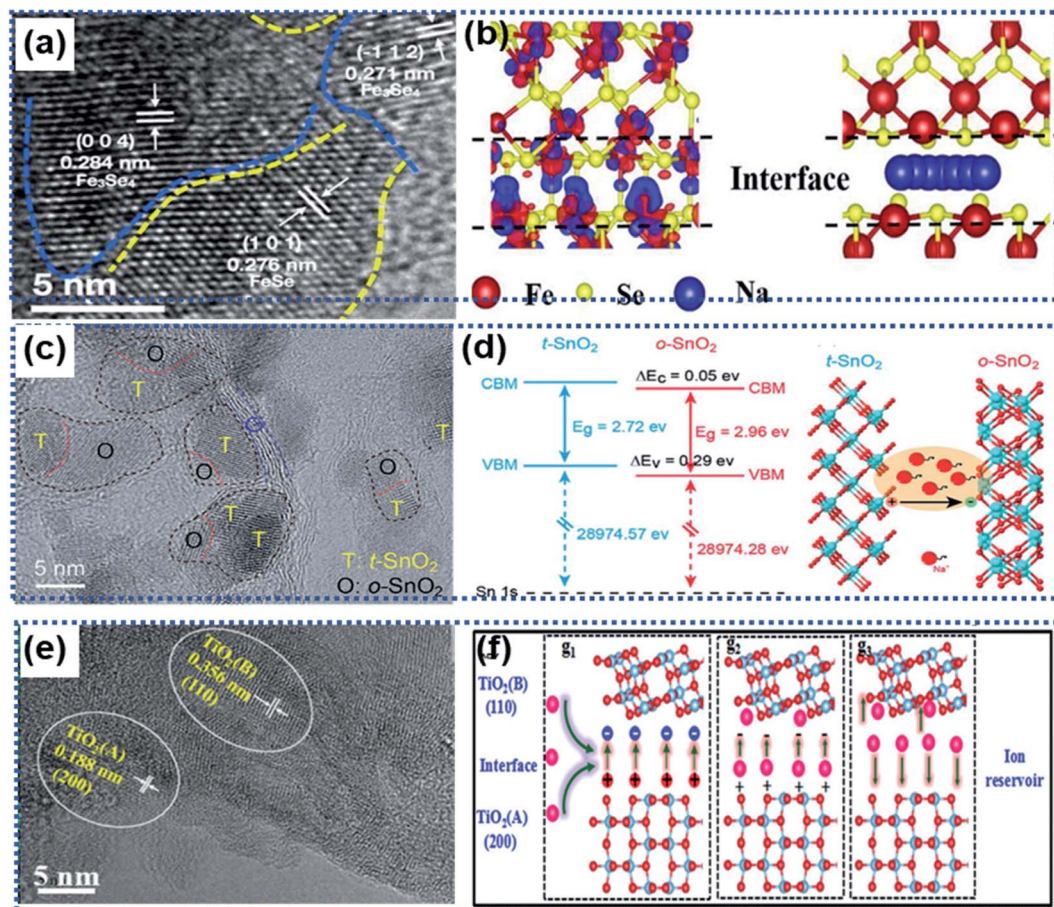 (a)
(-1 1 2)
0.271 nm
Fe₃Se₄
(0 0 4)
0.284 nm
Fe₃Se₄
(1 0 1)
0.276 nm
FeSe
5 nm
(b)
Interface
Fe Se Na
(c)
O
T
T
O
T
O
O
T
T
O
T
O
T
G
T: t-SnO₂
O: o-SnO₂
5 nm
(d)
t-SnO₂ o-SnO₂
CBM ΔEc = 0.05 ev CBM
Eg = 2.72 ev Eg = 2.96 ev
VBM ΔEv = 0.29 ev VBM
28974.57 ev 28974.28 ev
Sn 1s
t-SnO₂ o-SnO₂
+ -
Na⁺
(e)
TiO₂(B)
0.356 nm
(110)
TiO₂(A)
0.188 nm
(200)
5 nm
(f)
g₁ g₂ g₃
TiO₂(B)
(110)
Interface
TiO₂(A)
(200)
Ion
reservoir